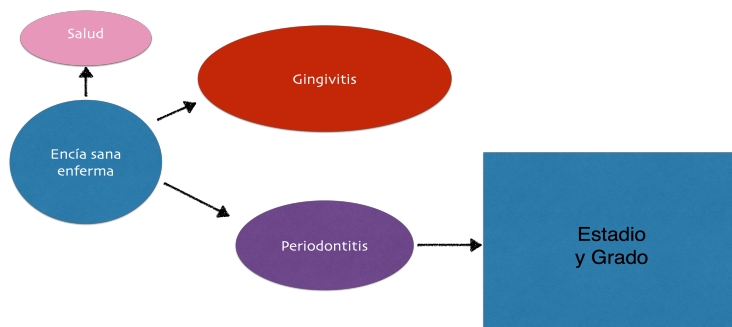 Salud
Gingivitis
Encía sana
enferma
Periodontitis
Estadio
y Grado